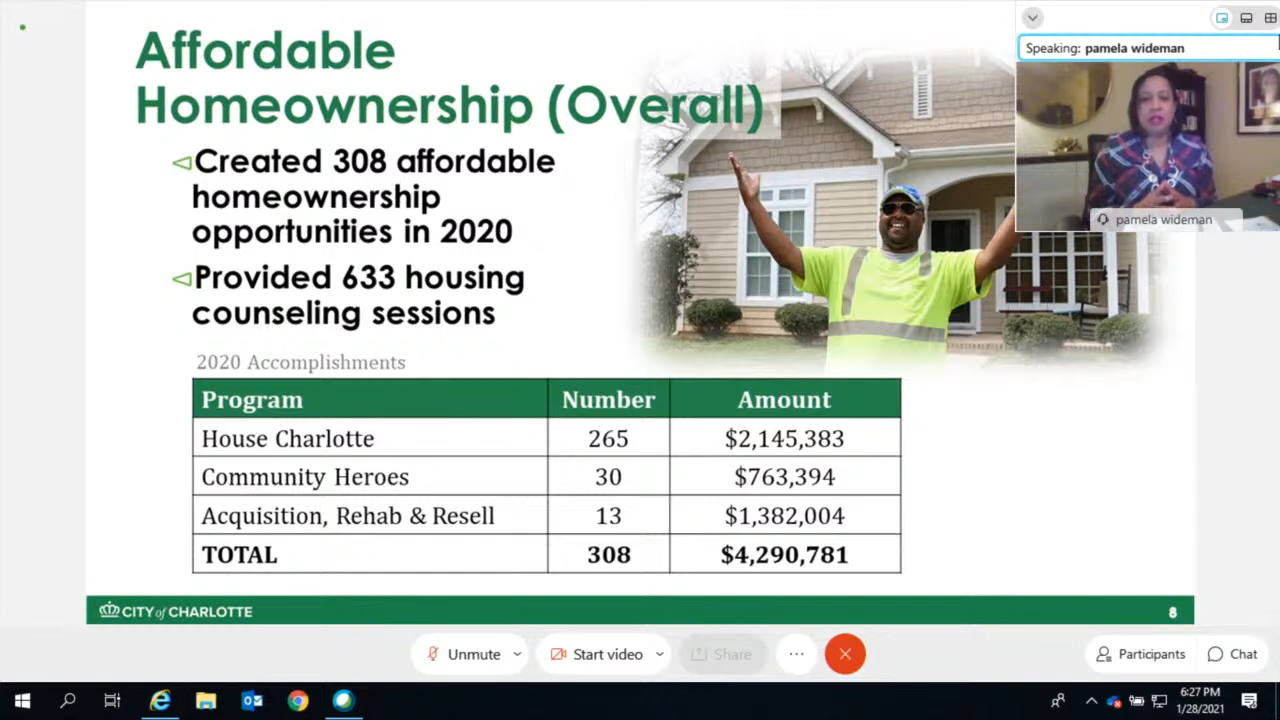 Affordable
Homeownership (Overall)
Created 308 affordable
homeownership
opportunities in 2020
Provided 633 housing
counseling sessions
2020 Accomplishments
Program Number Amount
House Charlotte 265 $2,145,383
Community Heroes 30 $763,394
Acquisition, Rehab & Resell 13 $1,382,004
TOTAL 308 $4,290,781
CITY of CHARLOTTE 8
Speaking: pamela wideman
pamela wideman
Unmute Start video Share Participants Chat
6:27 PM
1/28/2021